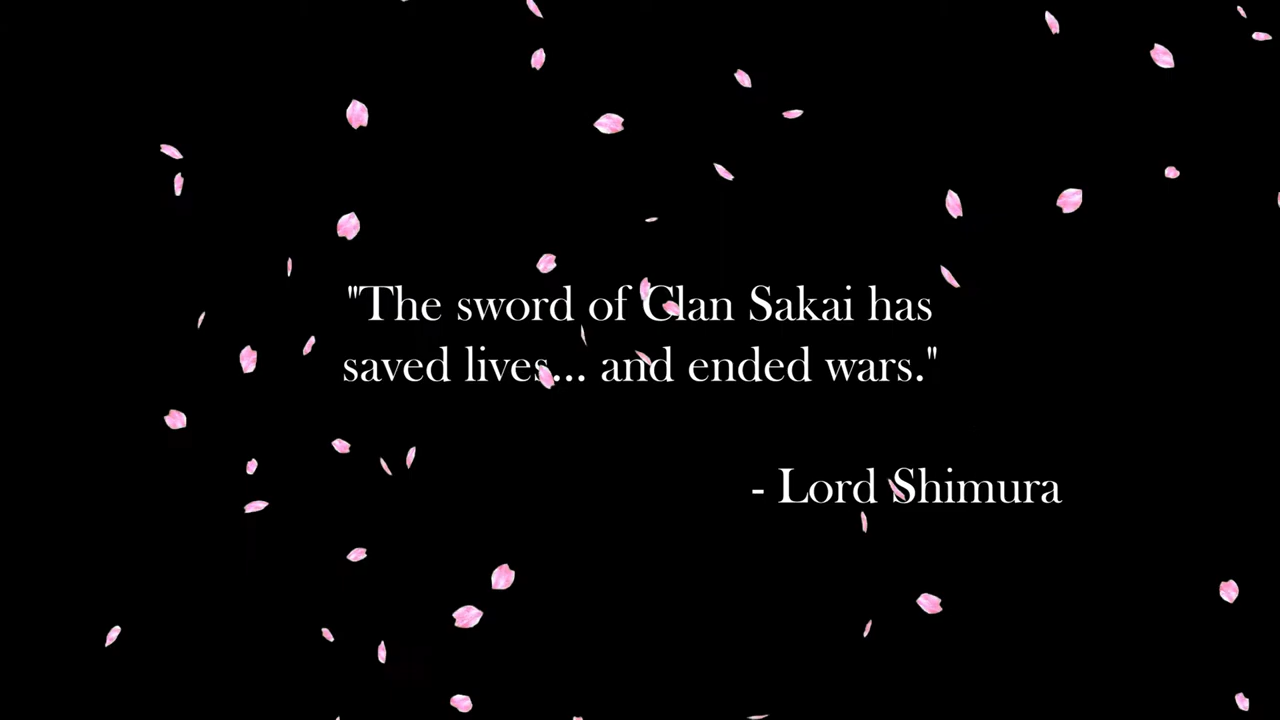 "The sword of Clan Sakai has
saved lives... and ended wars."
- Lord Shimura